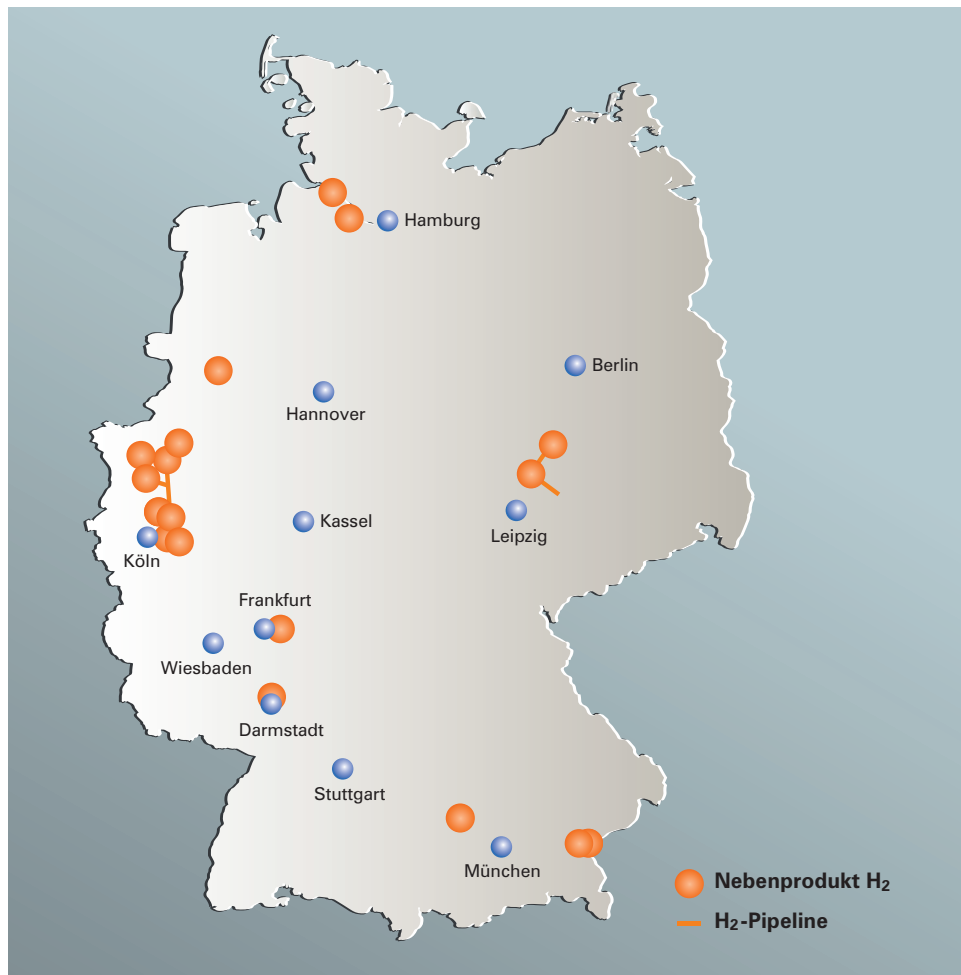 Hamburg
Berlin
Hannover
Kassel
Leipzig
Köln
Frankfurt
Wiesbaden
Darmstadt
Stuttgart
München
Nebenprodukt H₂
H₂-Pipeline